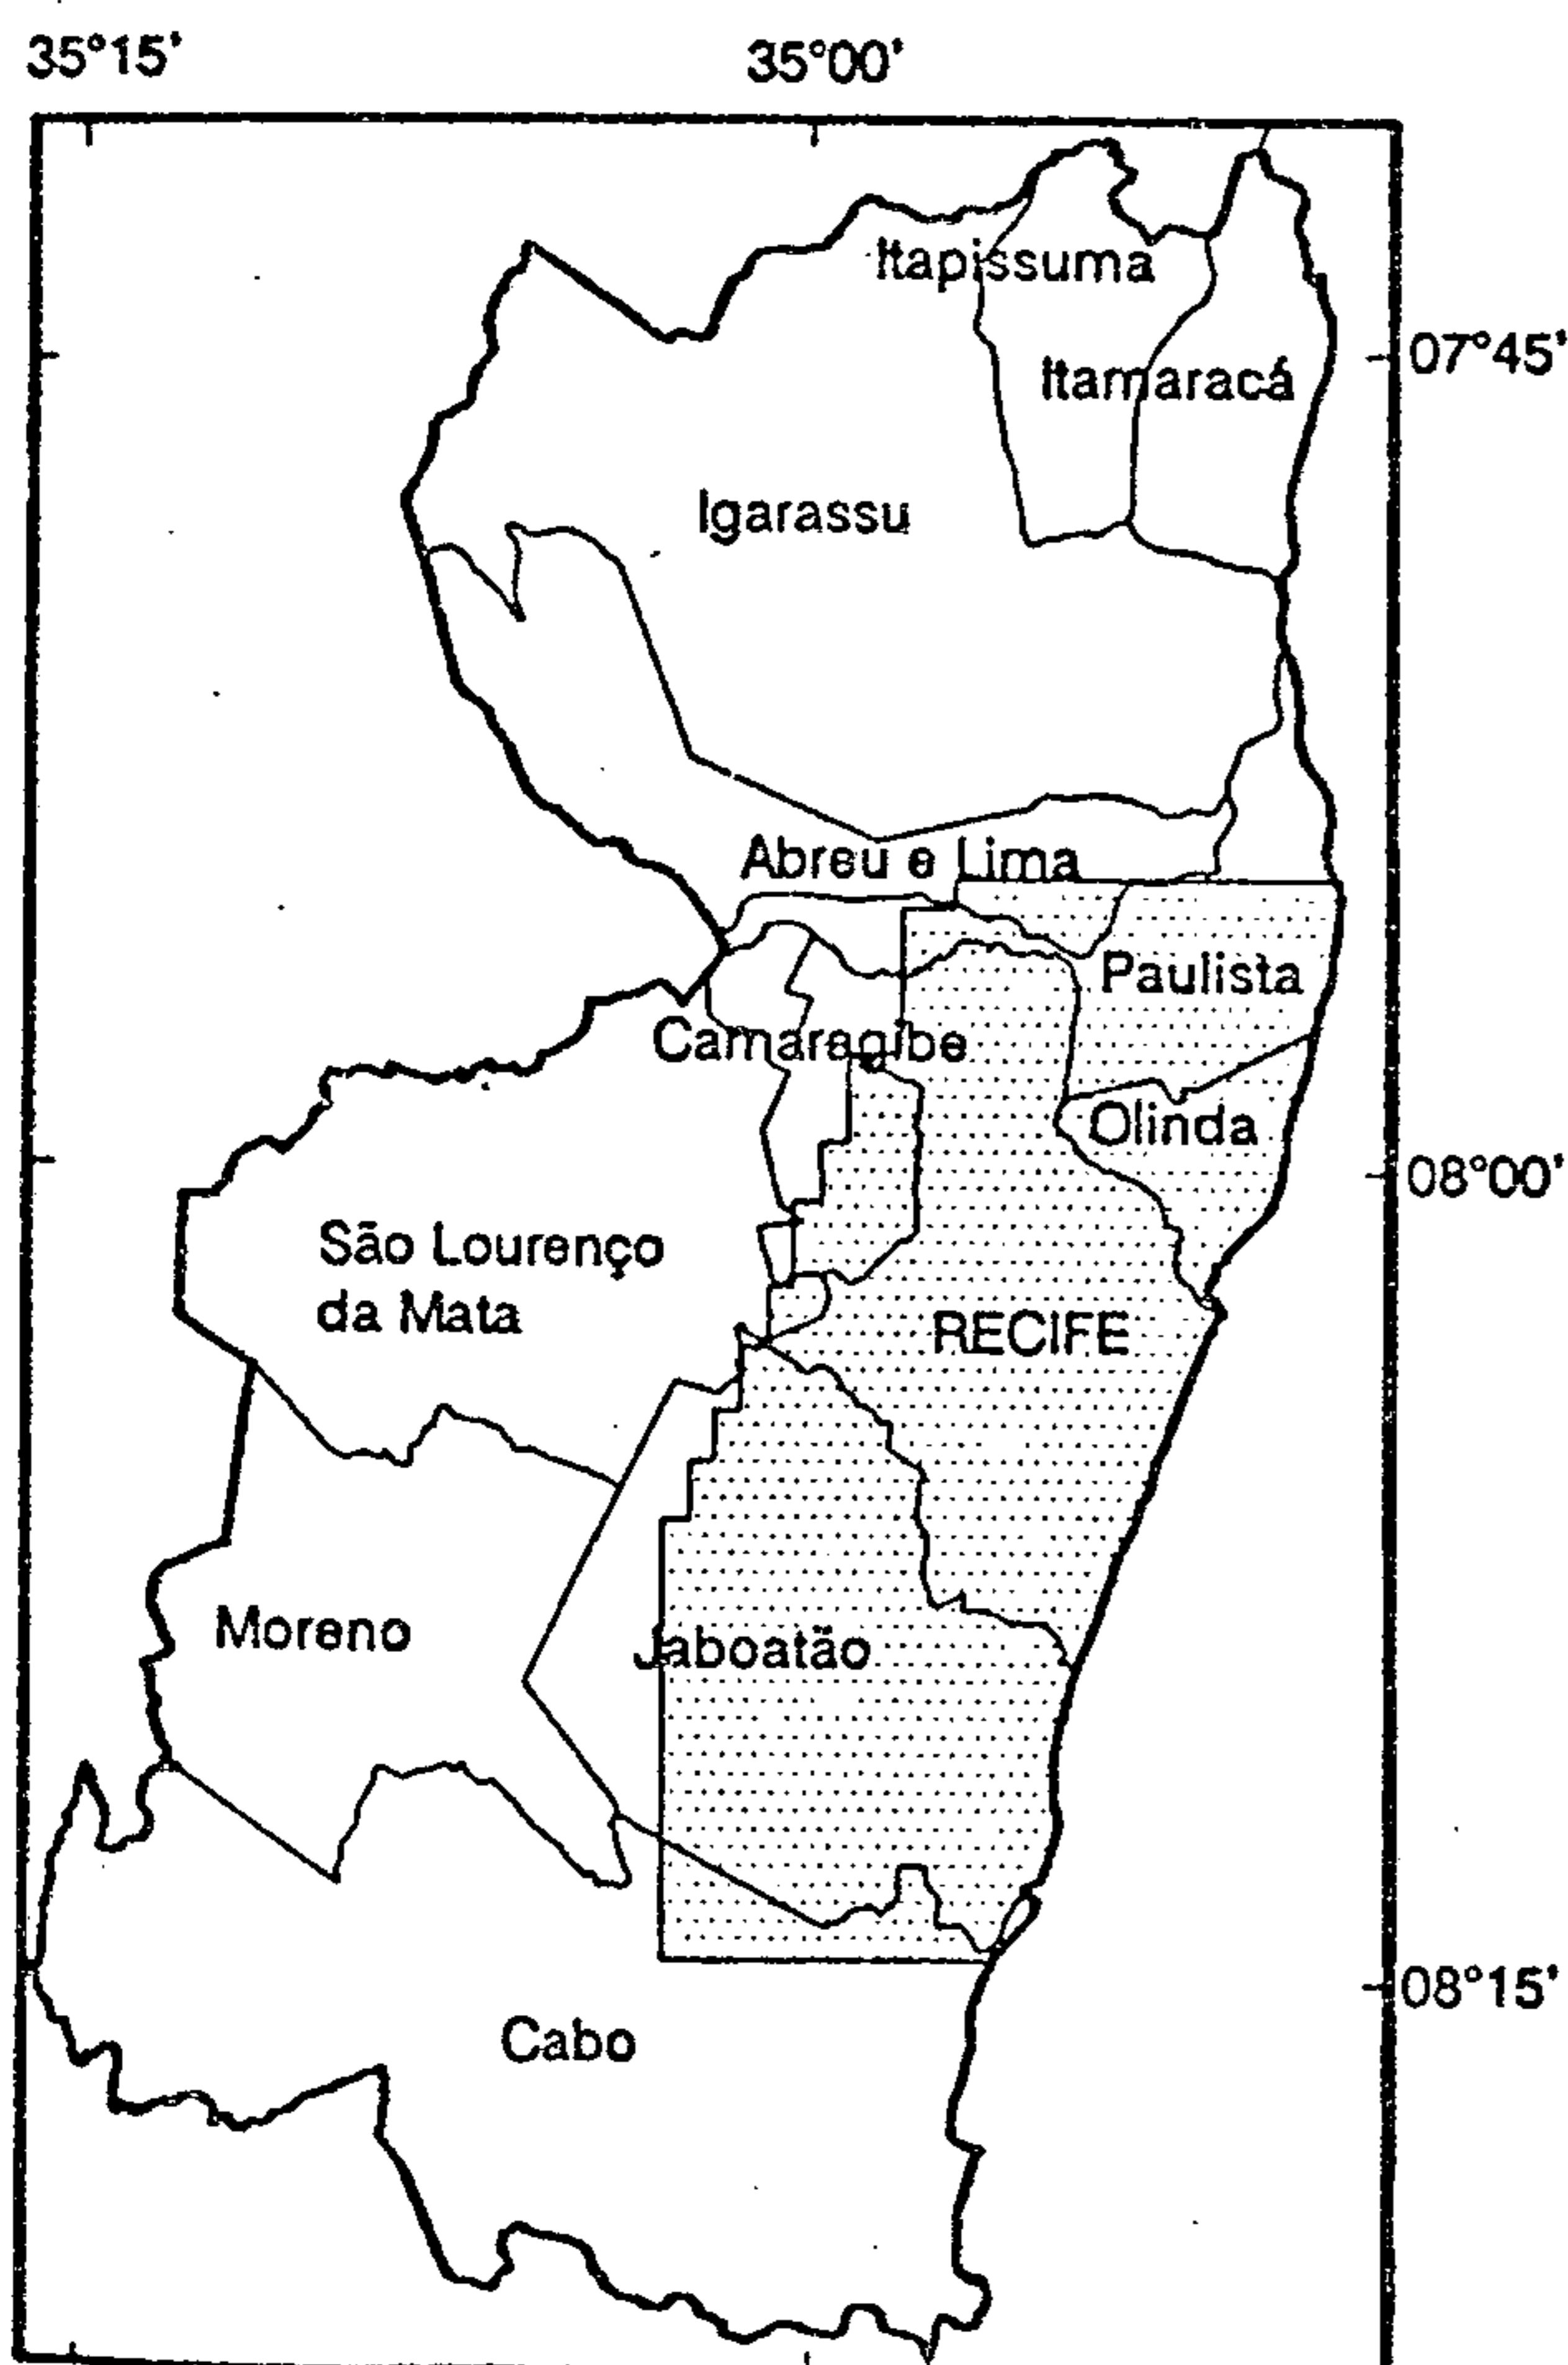 35°15'
35°00'
Itapissuma
07°45'
Itamaracá
Igarassu
Abreu e Lima
Paulista
Camaragibe
Olinda
08°00'
São Lourenço
da Mata
RECIFE
Moreno
Jaboatão
08°15'
Cabo